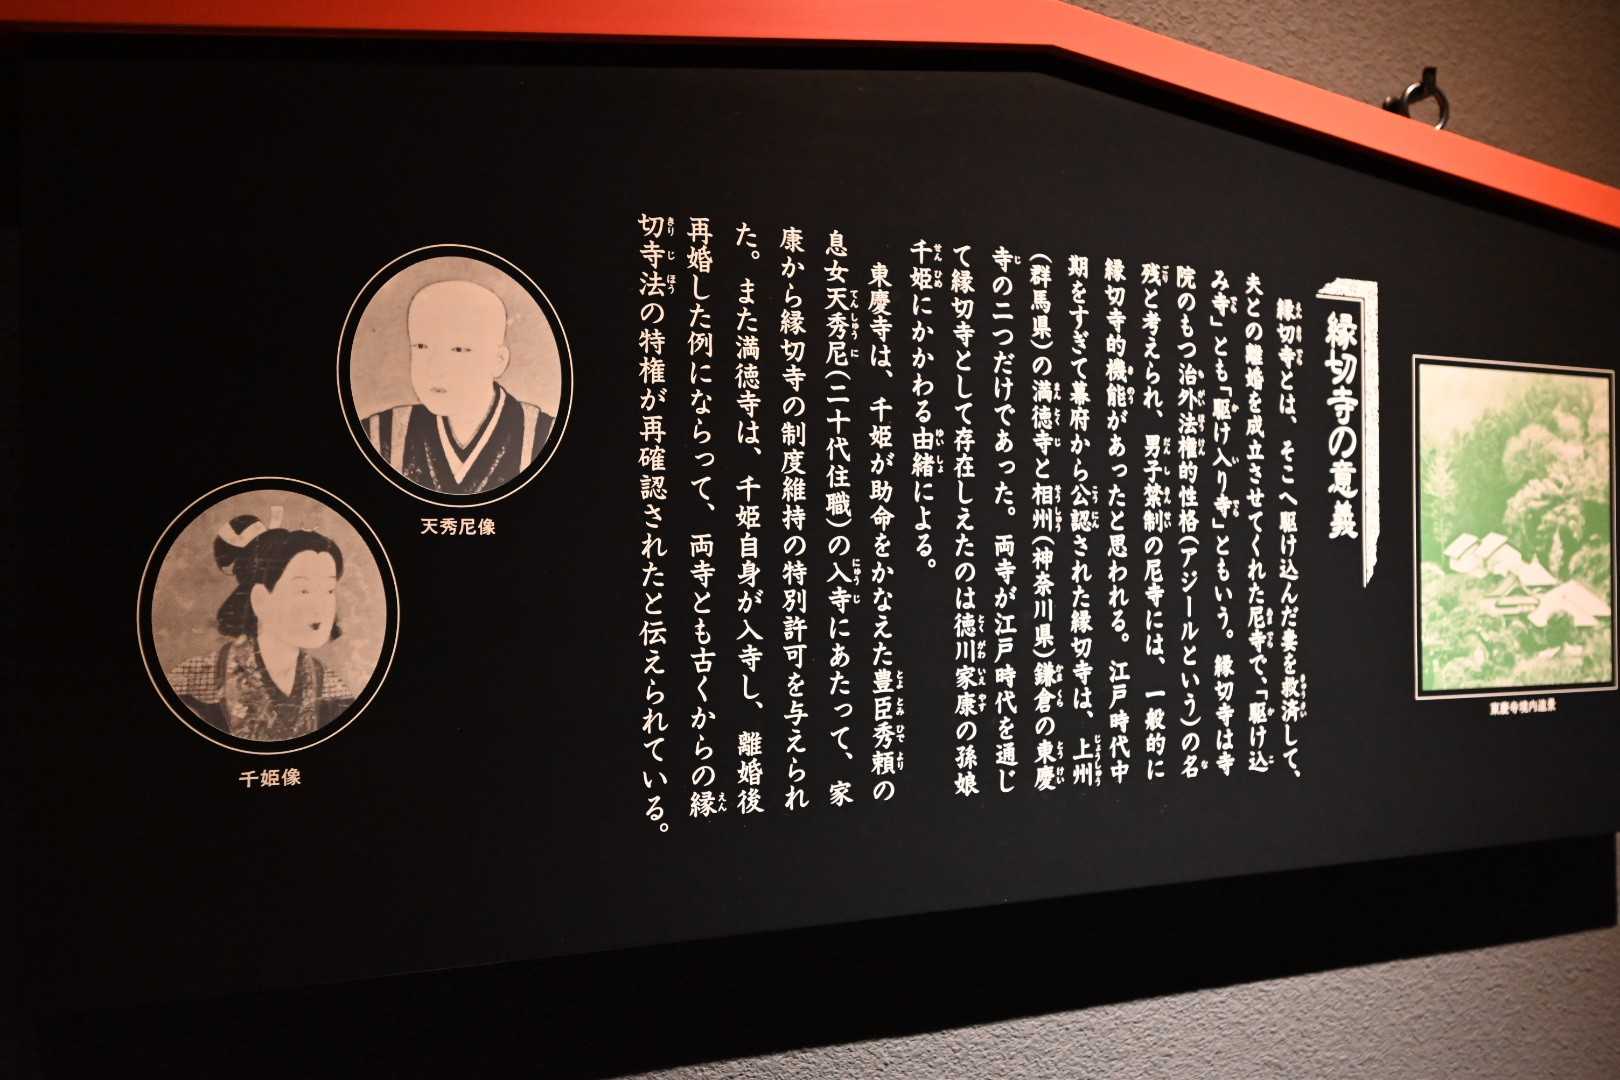 縁切寺の意義
縁切寺とは、そこへ駆け込んだ妻を救済して、
夫との離婚を成立させてくれた尼寺で、「駆け込
み寺」とも「駆け入り寺」ともいう。縁切寺は寺
院のもつ治外法権的性格(アジールという)の名
残と考えられ、男子禁制の尼寺には、一般的に
縁切寺的機能があったと思われる。江戸時代中
期をすぎて幕府から公認された縁切寺は、上州
(群馬県)の満徳寺と相州(神奈川県)鎌倉の東慶
寺の二つだけであった。両寺が江戸時代を通じ
て縁切寺として存在しえたのは徳川家康の孫娘
千姫にかかわる由緒による。
東慶寺は、千姫が助命をかなえた豊臣秀頼の
息女天秀尼(二十代住職)の入寺にあたって、家
康から縁切寺の制度維持の特別許可を与えられ
た。また満徳寺は、千姫自身が入寺し、離婚後
再婚した例にならって、両寺とも古くからの縁
切寺法の特権が再確認されたと伝えられている。
東慶寺境内遠景
天秀尼像
千姫像